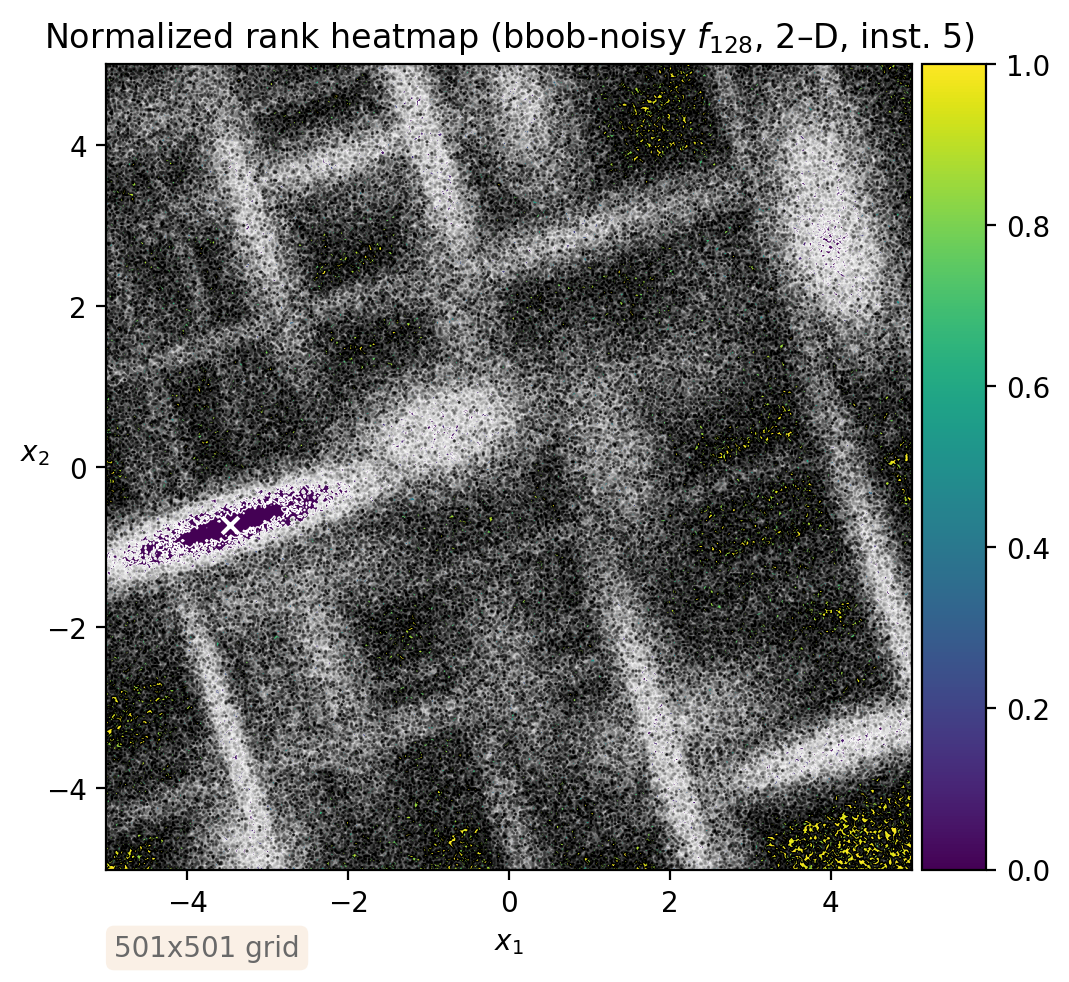 Normalized rank heatmap (bbob-noisy f₁₂₈, 2–D, inst. 5)
1.0
0.8
0.6
0.4
0.2
0.0
4
2
0
−2
−4
x₂
−4 −2 0 2 4
x₁
501x501 grid